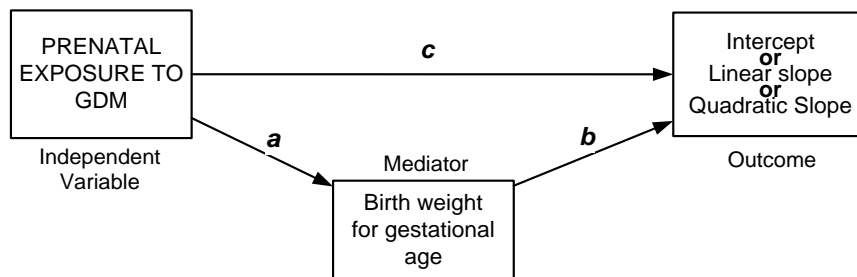 PRENATAL
EXPOSURE TO
GDM
Independent
Variable
c
a
b
Mediator
Birth weight
for gestational
age
Intercept
or
Linear slope
or
Quadratic Slope
Outcome